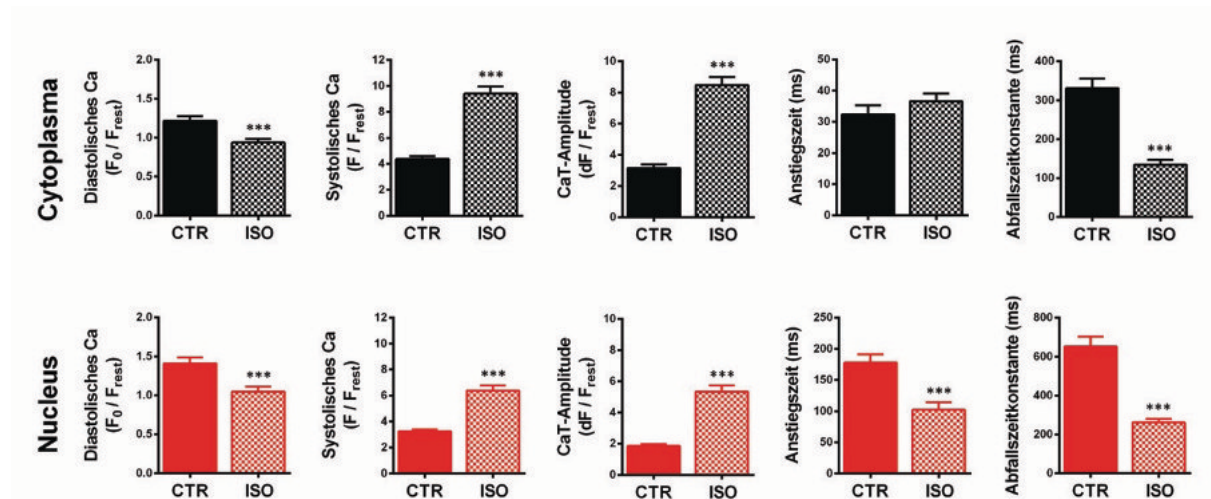 Cytoplasma
Diastolisches Ca
(F₀ / Frest)
2.0
1.5
1.0
0.5
0.0
***
CTR ISO
Systolisches Ca
(F / Frest)
12
10
8
6
4
2
0
***
CTR ISO
CaT-Amplitude
(dF / Frest)
10
8
6
4
2
0
***
CTR ISO
Anstiegszeit (ms)
50
40
30
20
10
0
CTR ISO
Abfallszeitkonstante (ms)
400
300
200
100
0
***
CTR ISO
Nucleus
Diastolisches Ca
(F₀ / Frest)
2.0
1.5
1.0
0.5
0.0
***
CTR ISO
Systolisches Ca
(F / Frest)
12
10
8
6
4
2
0
***
CTR ISO
CaT-Amplitude
(dF / Frest)
10
8
6
4
2
0
***
CTR ISO
Anstiegszeit (ms)
250
200
150
100
50
0
***
CTR ISO
Abfallszeitkonstante (ms)
800
600
400
200
0
***
CTR ISO